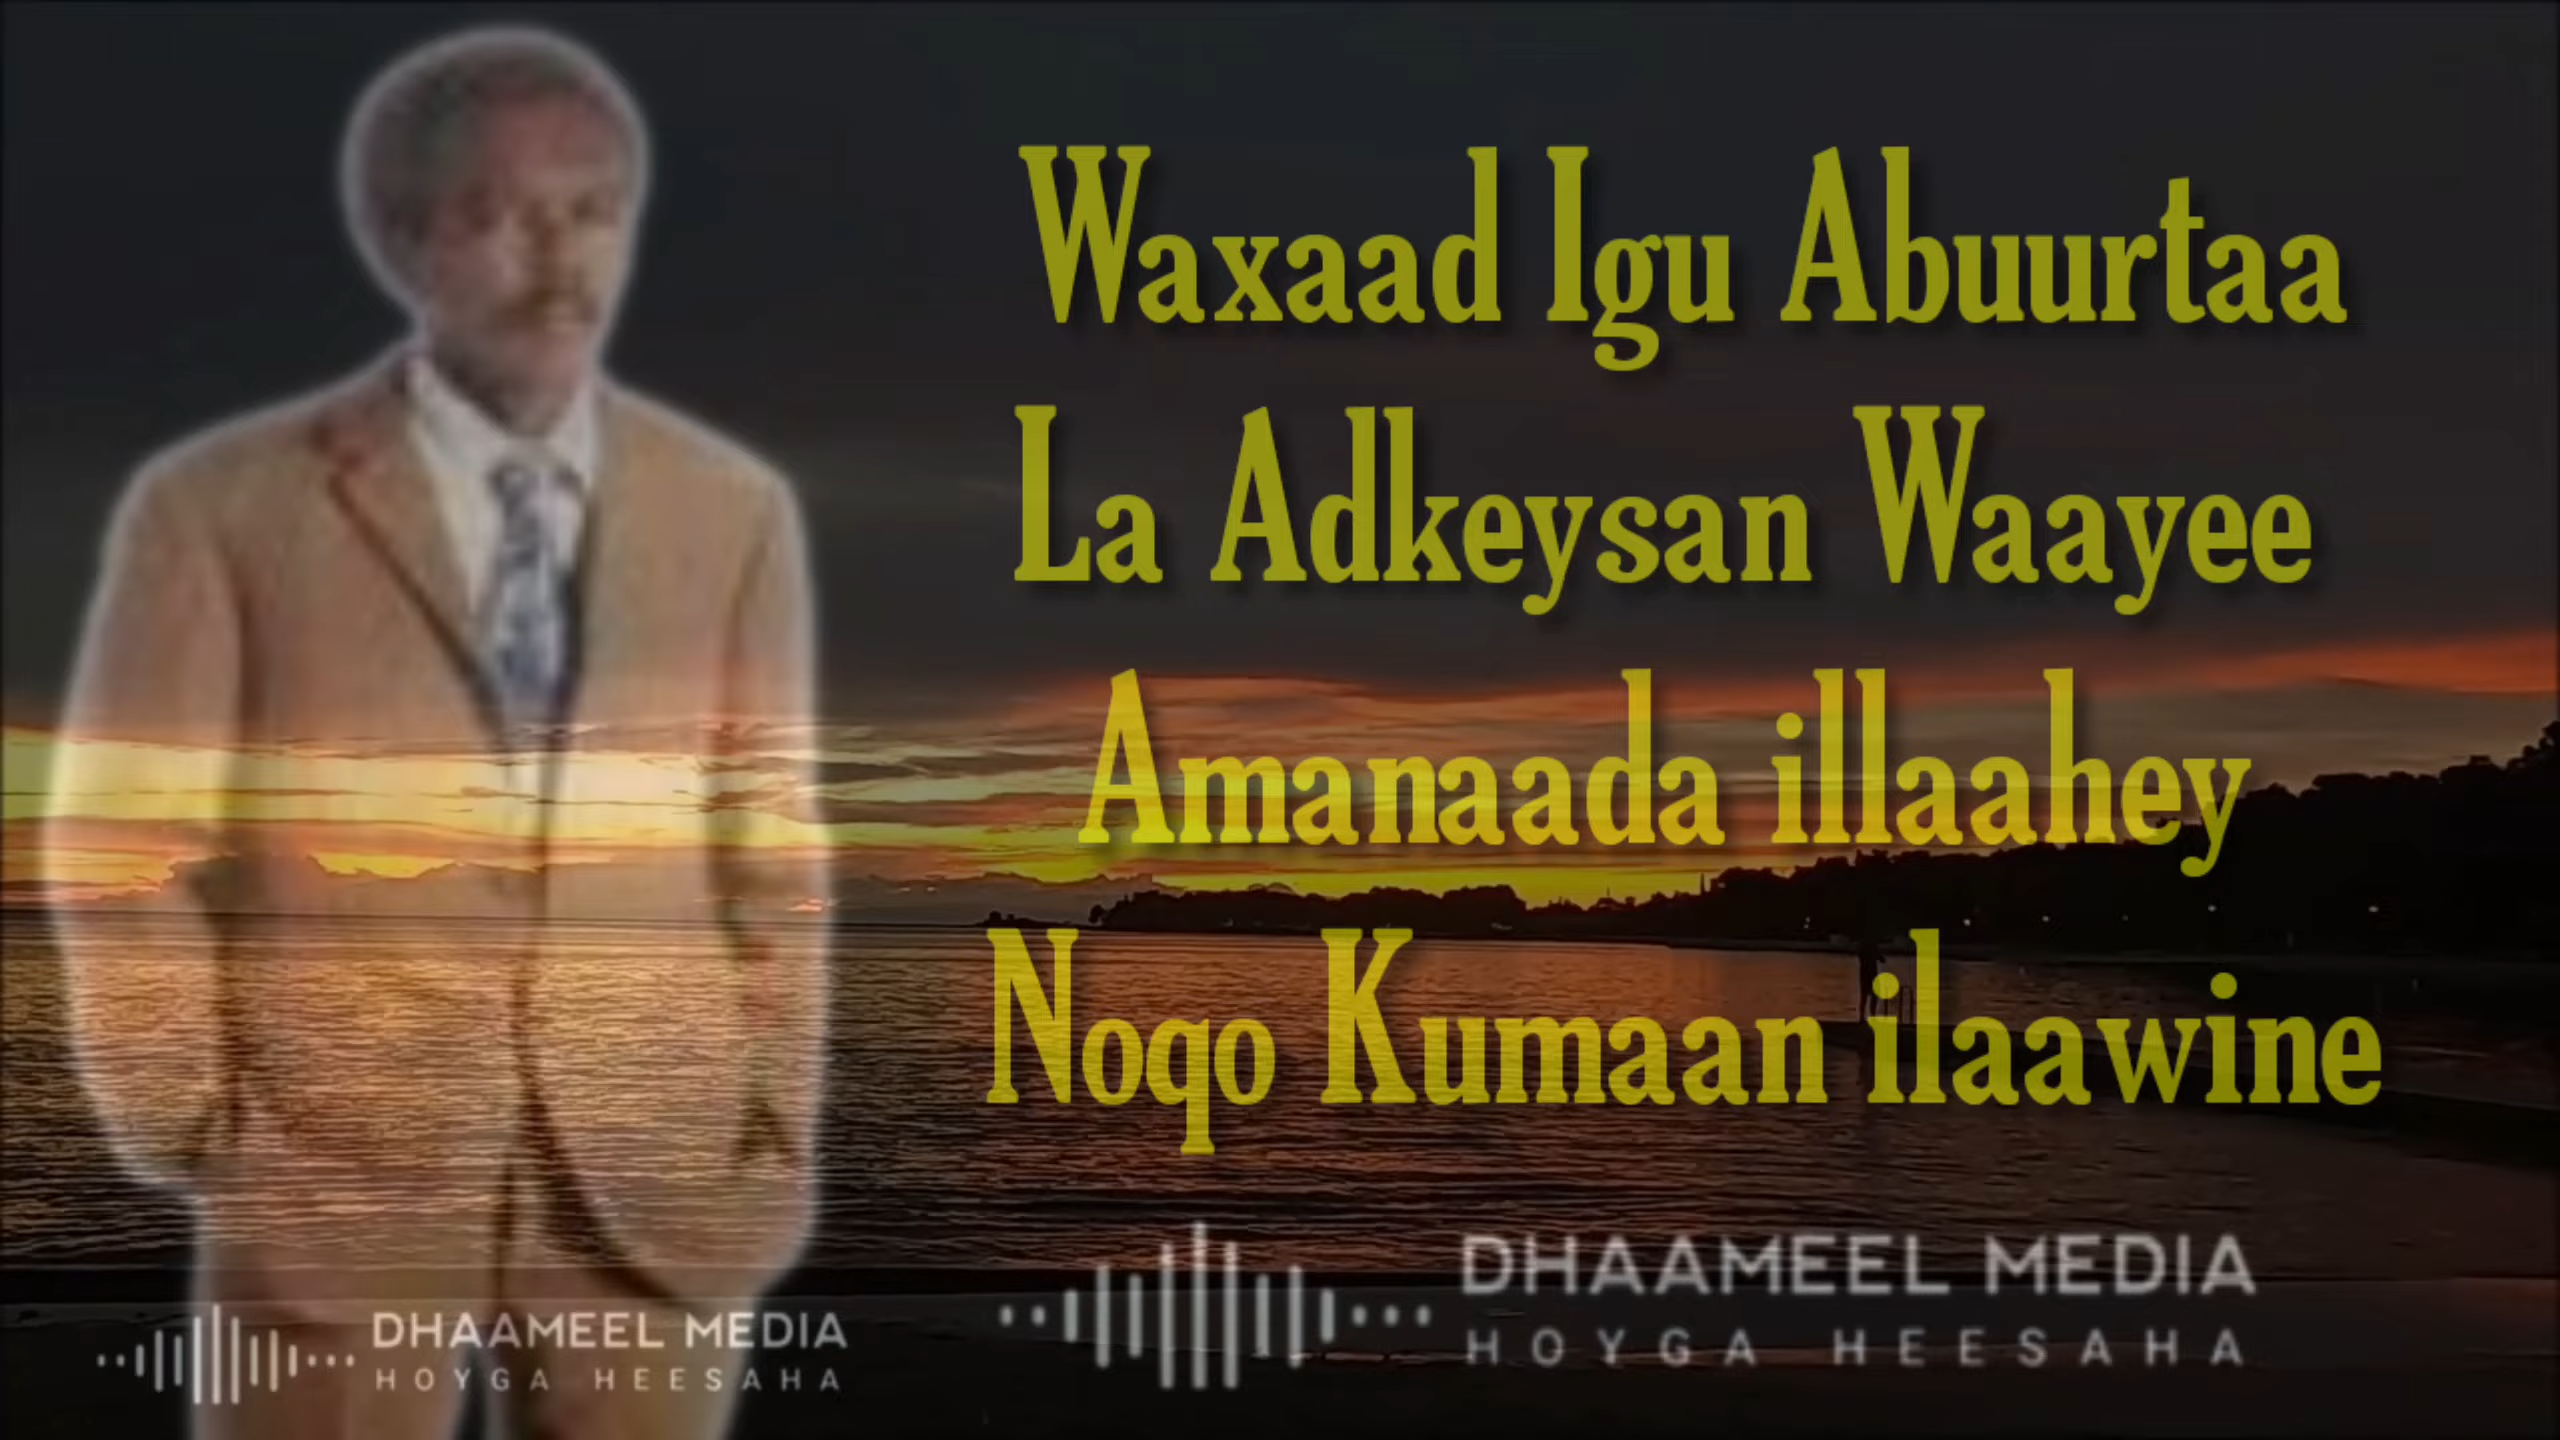 Waxaad Igu Abuurtaa
La Adkeysan Waayee
Amanaada illaahey
Noqo Kumaan ilaawine
DHAAMEEL MEDIA
HOYGA HEESAHA
DHAAMEEL MEDIA
HOYGA HEESAHA